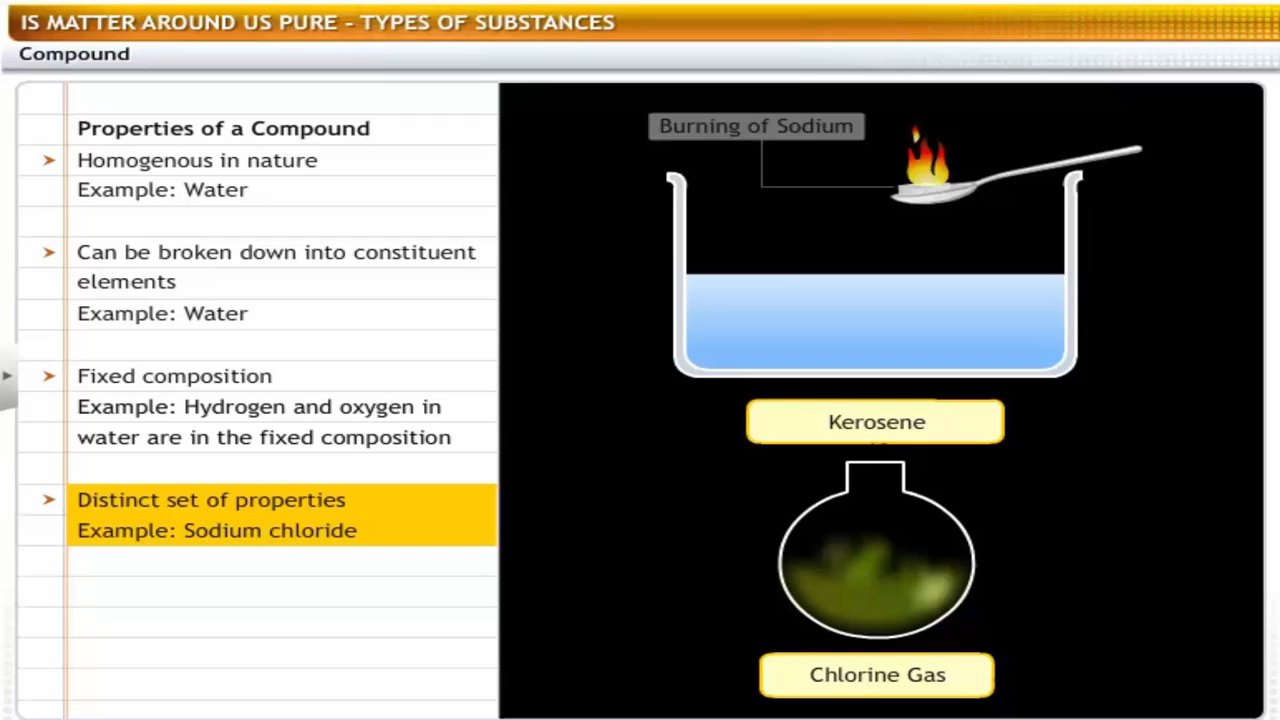 IS MATTER AROUND US PURE - TYPES OF SUBSTANCES
Compound
Properties of a Compound
Homogenous in nature
Example: Water
Can be broken down into constituent
elements
Example: Water
Fixed composition
Example: Hydrogen and oxygen in
water are in the fixed composition
Distinct set of properties
Example: Sodium chloride
Burning of Sodium
Kerosene
Chlorine Gas